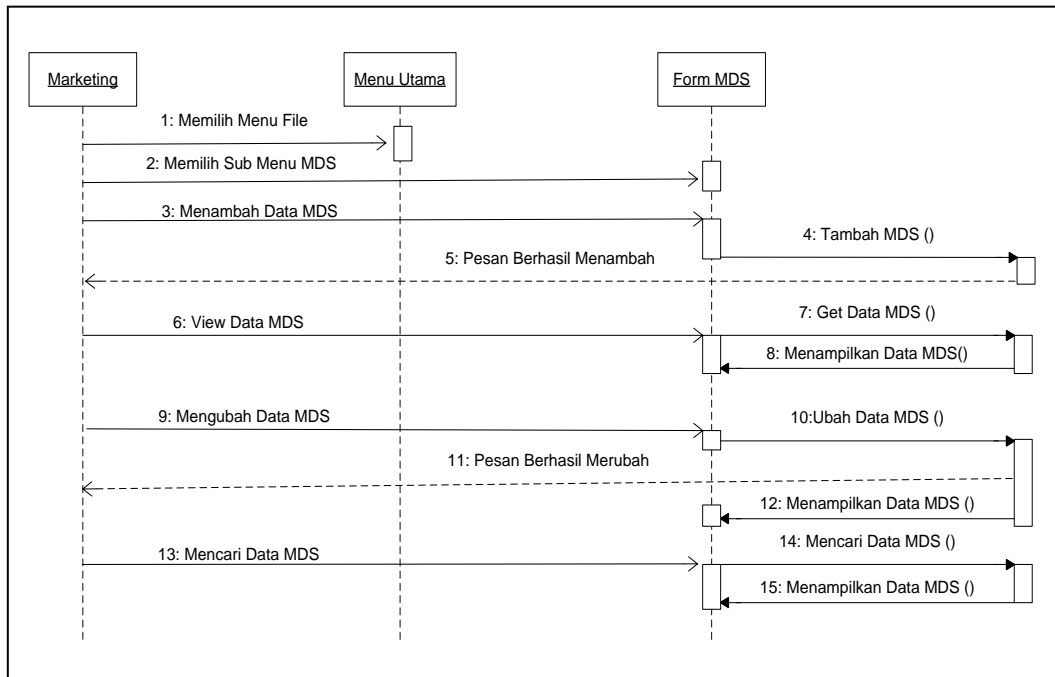 Marketing
Menu Utama
Form MDS
1: Memilih Menu File
2: Memilih Sub Menu MDS
3: Menambah Data MDS
4: Tambah MDS ()
5: Pesan Berhasil Menambah
6: View Data MDS
7: Get Data MDS ()
8: Menampilkan Data MDS()
9: Mengubah Data MDS
10:Ubah Data MDS ()
11: Pesan Berhasil Merubah
12: Menampilkan Data MDS ()
13: Mencari Data MDS
14: Mencari Data MDS ()
15: Menampilkan Data MDS ()